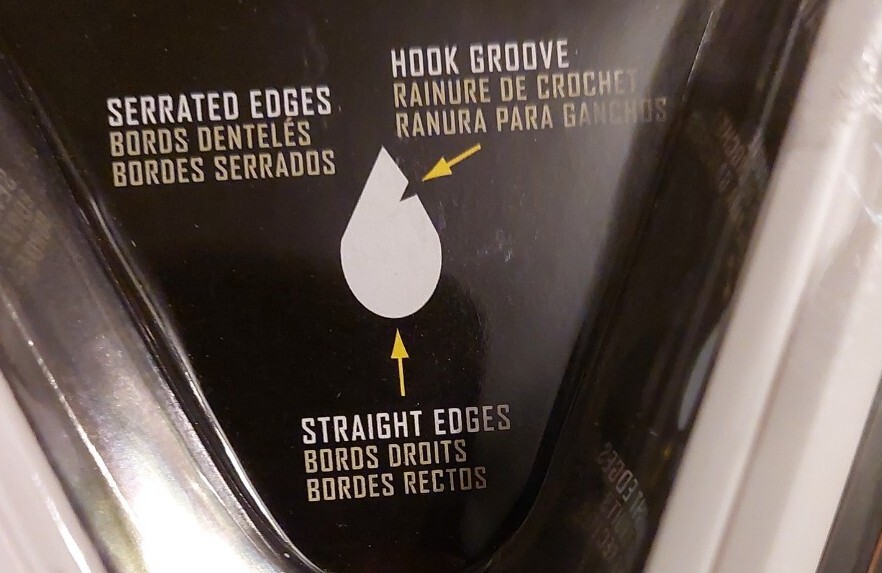 HOOK GROOVE
RAINURE DE CROCHET
RANURA PARA GANCHOS
SERRATED EDGES
BORDS DENTELÉS
BORDES SERRADOS
STRAIGHT EDGES
BORDS DROITS
BORDES RECTOS